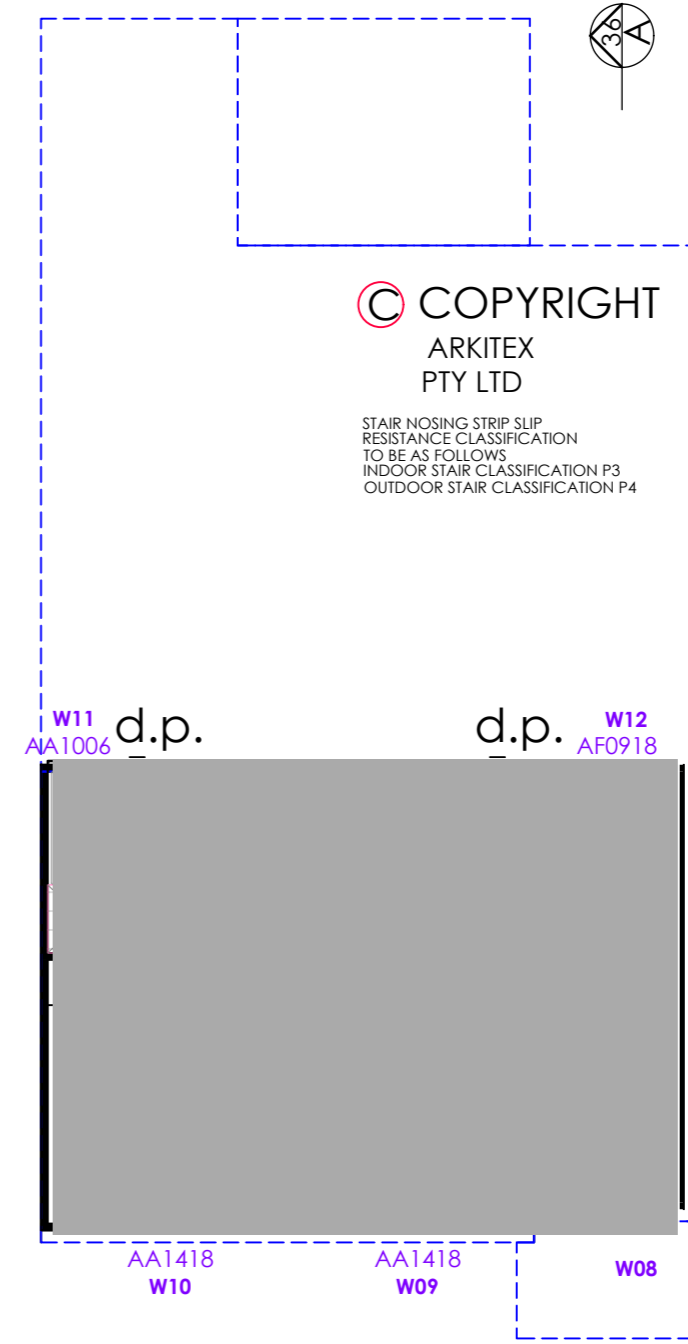 36
A
© COPYRIGHT
ARKITEX
PTY LTD
STAIR NOSING STRIP SLIP
RESISTANCE CLASSIFICATION
TO BE AS FOLLOWS
INDOOR STAIR CLASSIFICATION P3
OUTDOOR STAIR CLASSIFICATION P4
W11
AA1006
d.p.
d.p.
W12
AF0918
AA1418
W10
AA1418
W09
W08